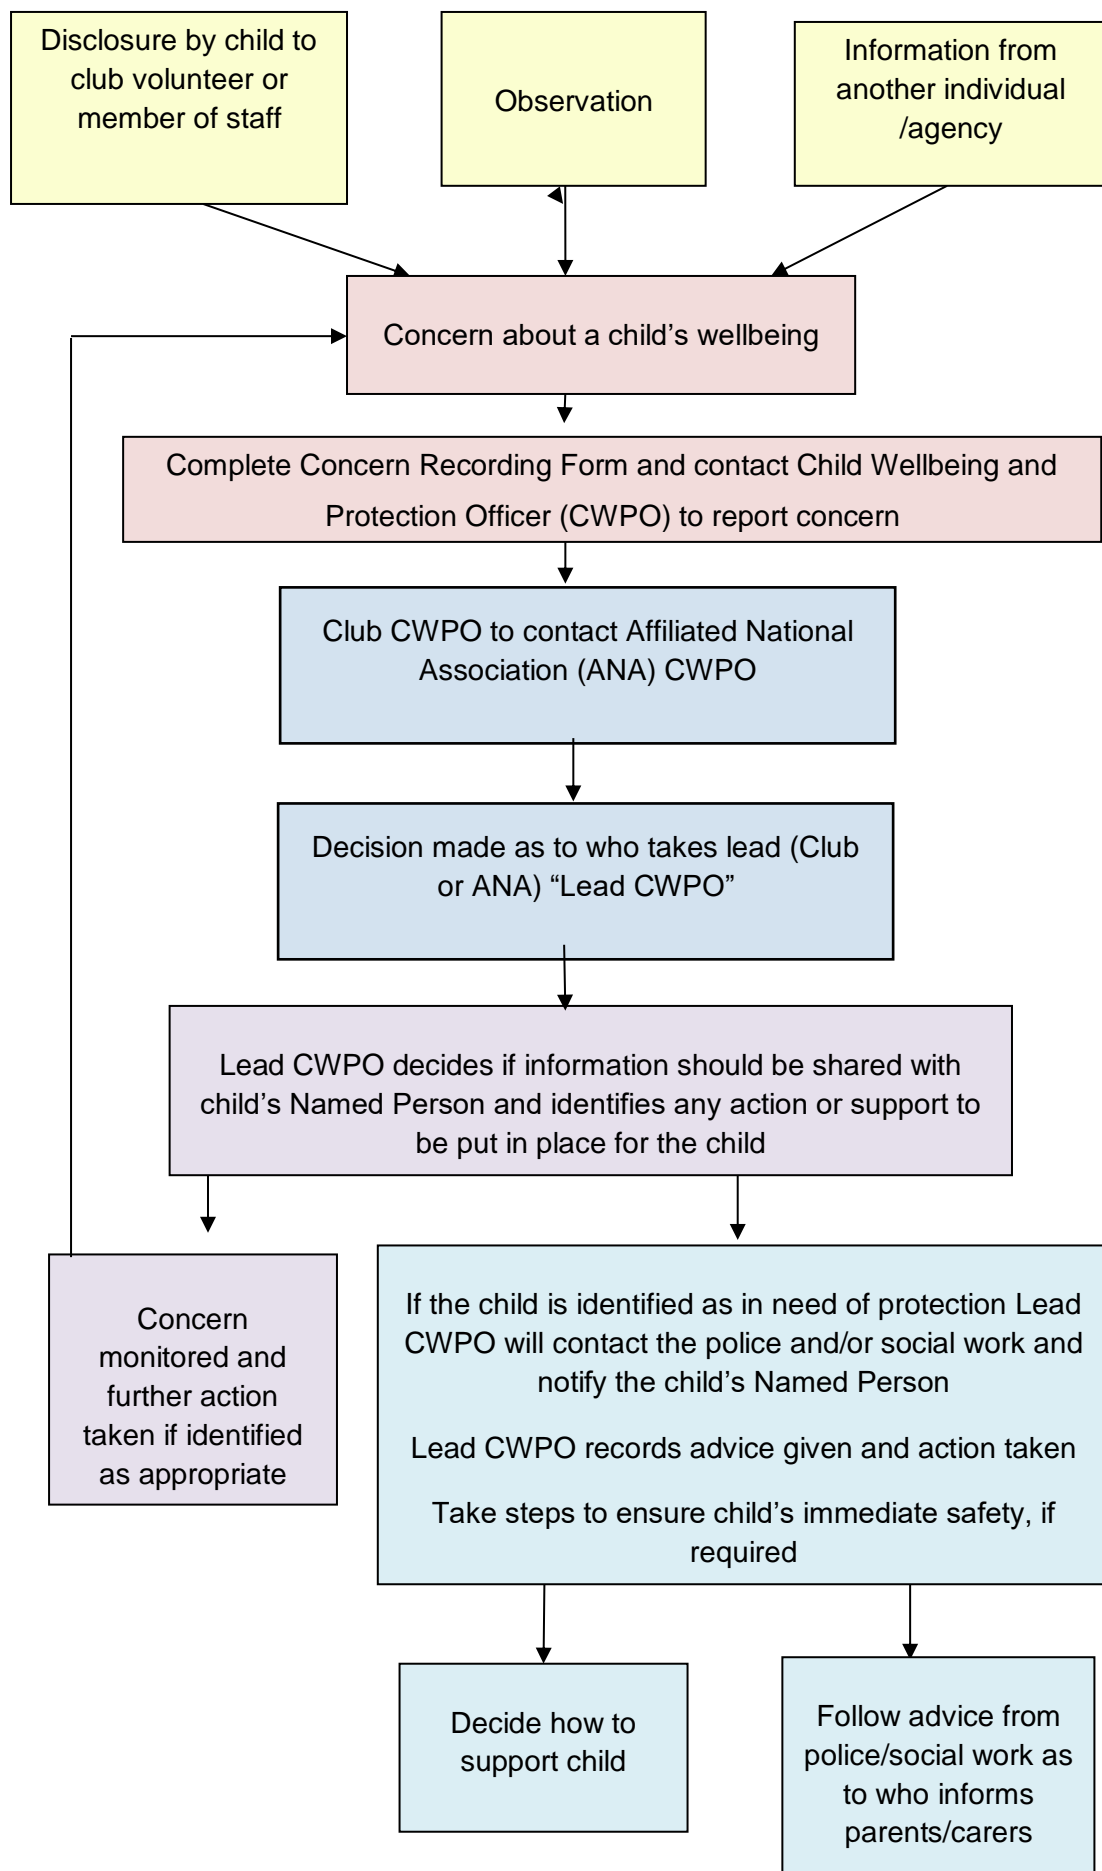 Disclosure by child to
club volunteer or
member of staff
Observation
Information from
another individual
/agency
Concern about a child’s wellbeing
Complete Concern Recording Form and contact Child Wellbeing and
Protection Officer (CWPO) to report concern
Club CWPO to contact Affiliated National
Association (ANA) CWPO
Decision made as to who takes lead (Club
or ANA) “Lead CWPO”
Lead CWPO decides if information should be shared with
child’s Named Person and identifies any action or support to
be put in place for the child
Concern
monitored and
further action
taken if identified
as appropriate
If the child is identified as in need of protection Lead
CWPO will contact the police and/or social work and
notify the child’s Named Person
Lead CWPO records advice given and action taken
Take steps to ensure child’s immediate safety, if
required
Decide how to
support child
Follow advice from
police/social work as
to who informs
parents/carers